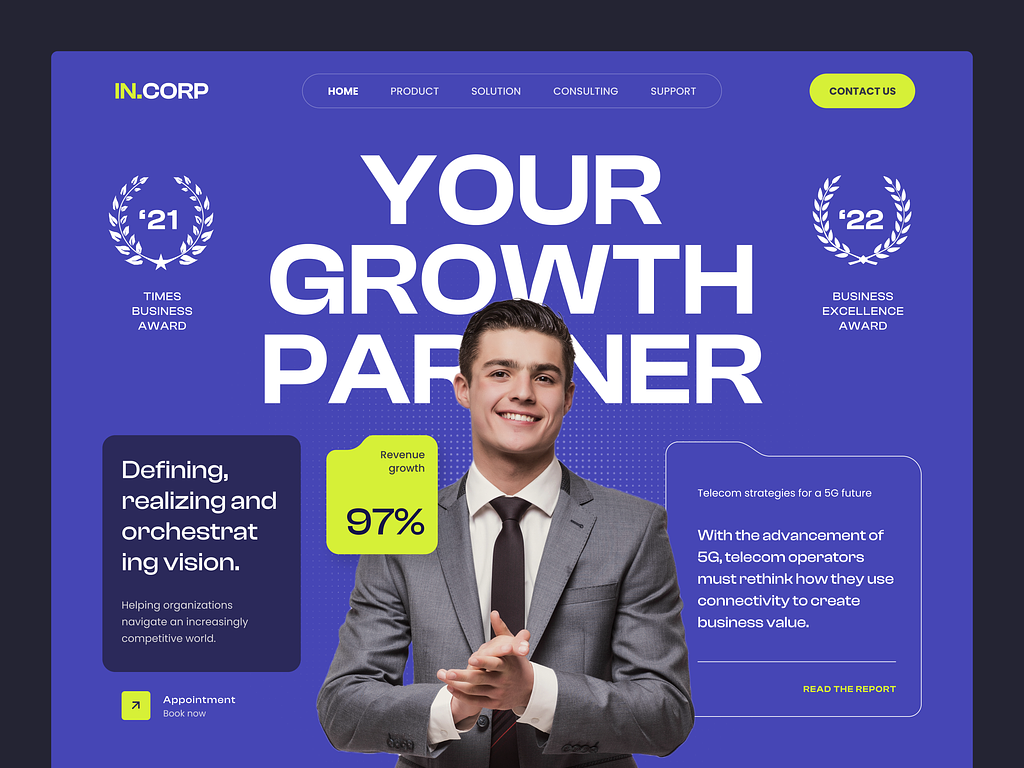 IN.CORP
HOME PRODUCT SOLUTION CONSULTING SUPPORT
CONTACT US
YOUR
GROWTH
PARTNER
‘21
TIMES
BUSINESS
AWARD
‘22
BUSINESS
EXCELLENCE
AWARD
Defining,
realizing and
orchestrat
ing vision.
Helping organizations
navigate an increasingly
competitive world.
Appointment
Book now
Revenue
growth
97%
Telecom strategies for a 5G future
With the advancement of
5G, telecom operators
must rethink how they use
connectivity to create
business value.
READ THE REPORT